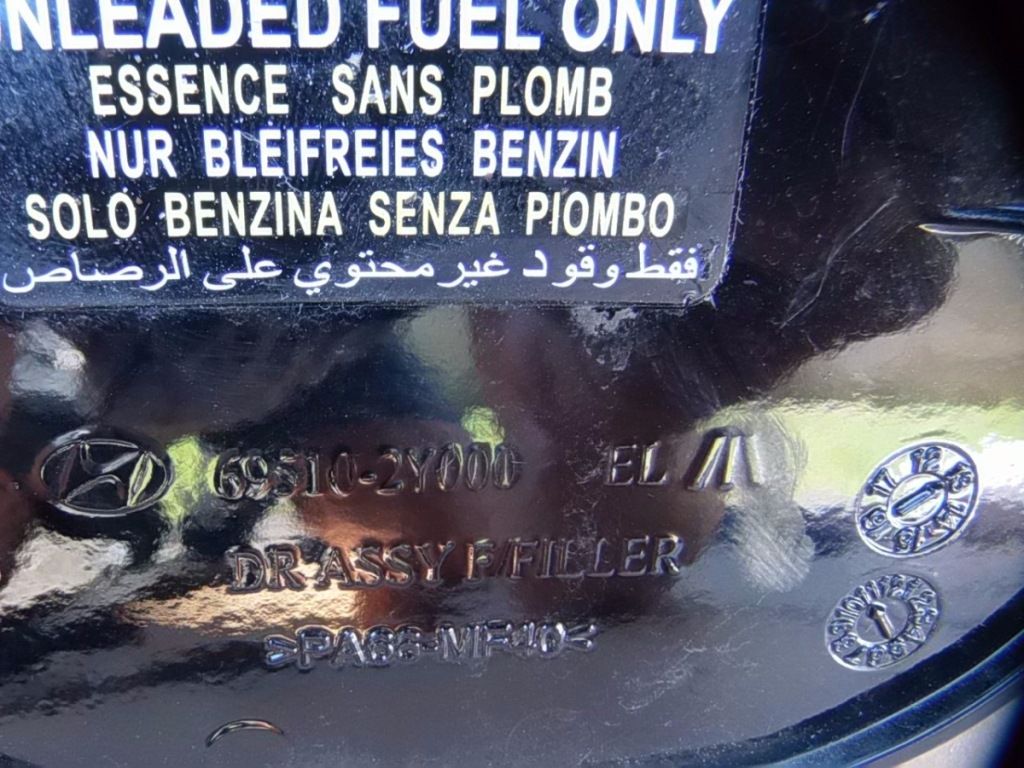 UNLEADED FUEL ONLY
ESSENCE SANS PLOMB
NUR BLEIFREIES BENZIN
SOLO BENZINA SENZA PIOMBO
فقط وقود غير محتوي على الرصاص
69510-2Y000 EL
DR ASSY F/FILLER
>PA66-MF40<